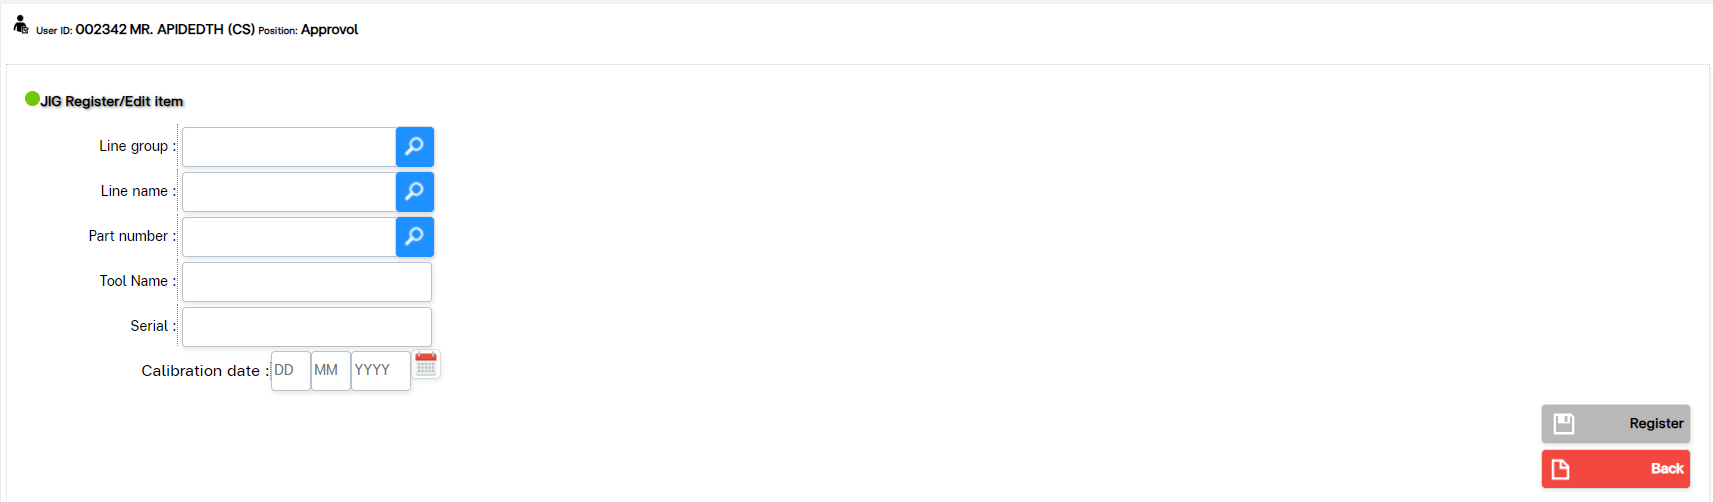 User ID: 002342 MR. APIDEDTH (CS) Position: Approvol
JIG Register/Edit item
Line group :
Line name :
Part number :
Tool Name :
Serial :
Calibration date : DD MM YYYY
Register
Back